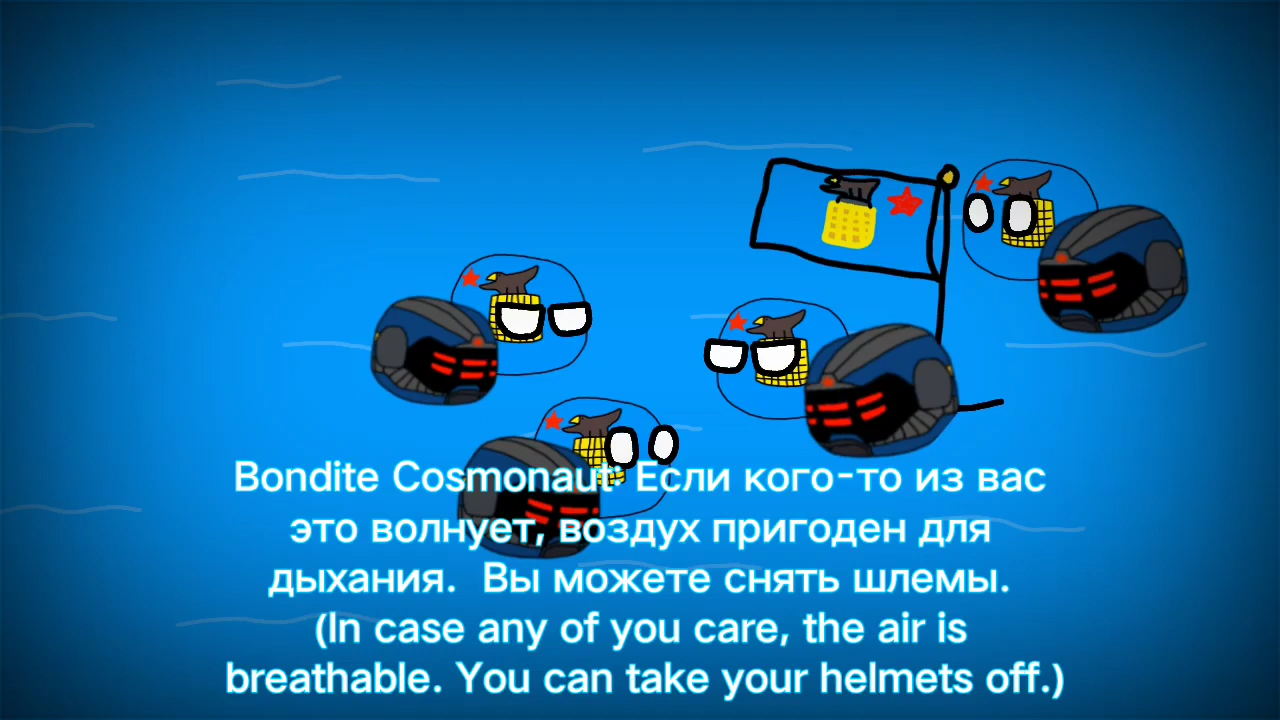 Bondite Cosmonaut: Если кого-то из вас
это волнует, воздух пригоден для
дыхания.  Вы можете снять шлемы.
(In case any of you care, the air is
breathable. You can take your helmets off.)